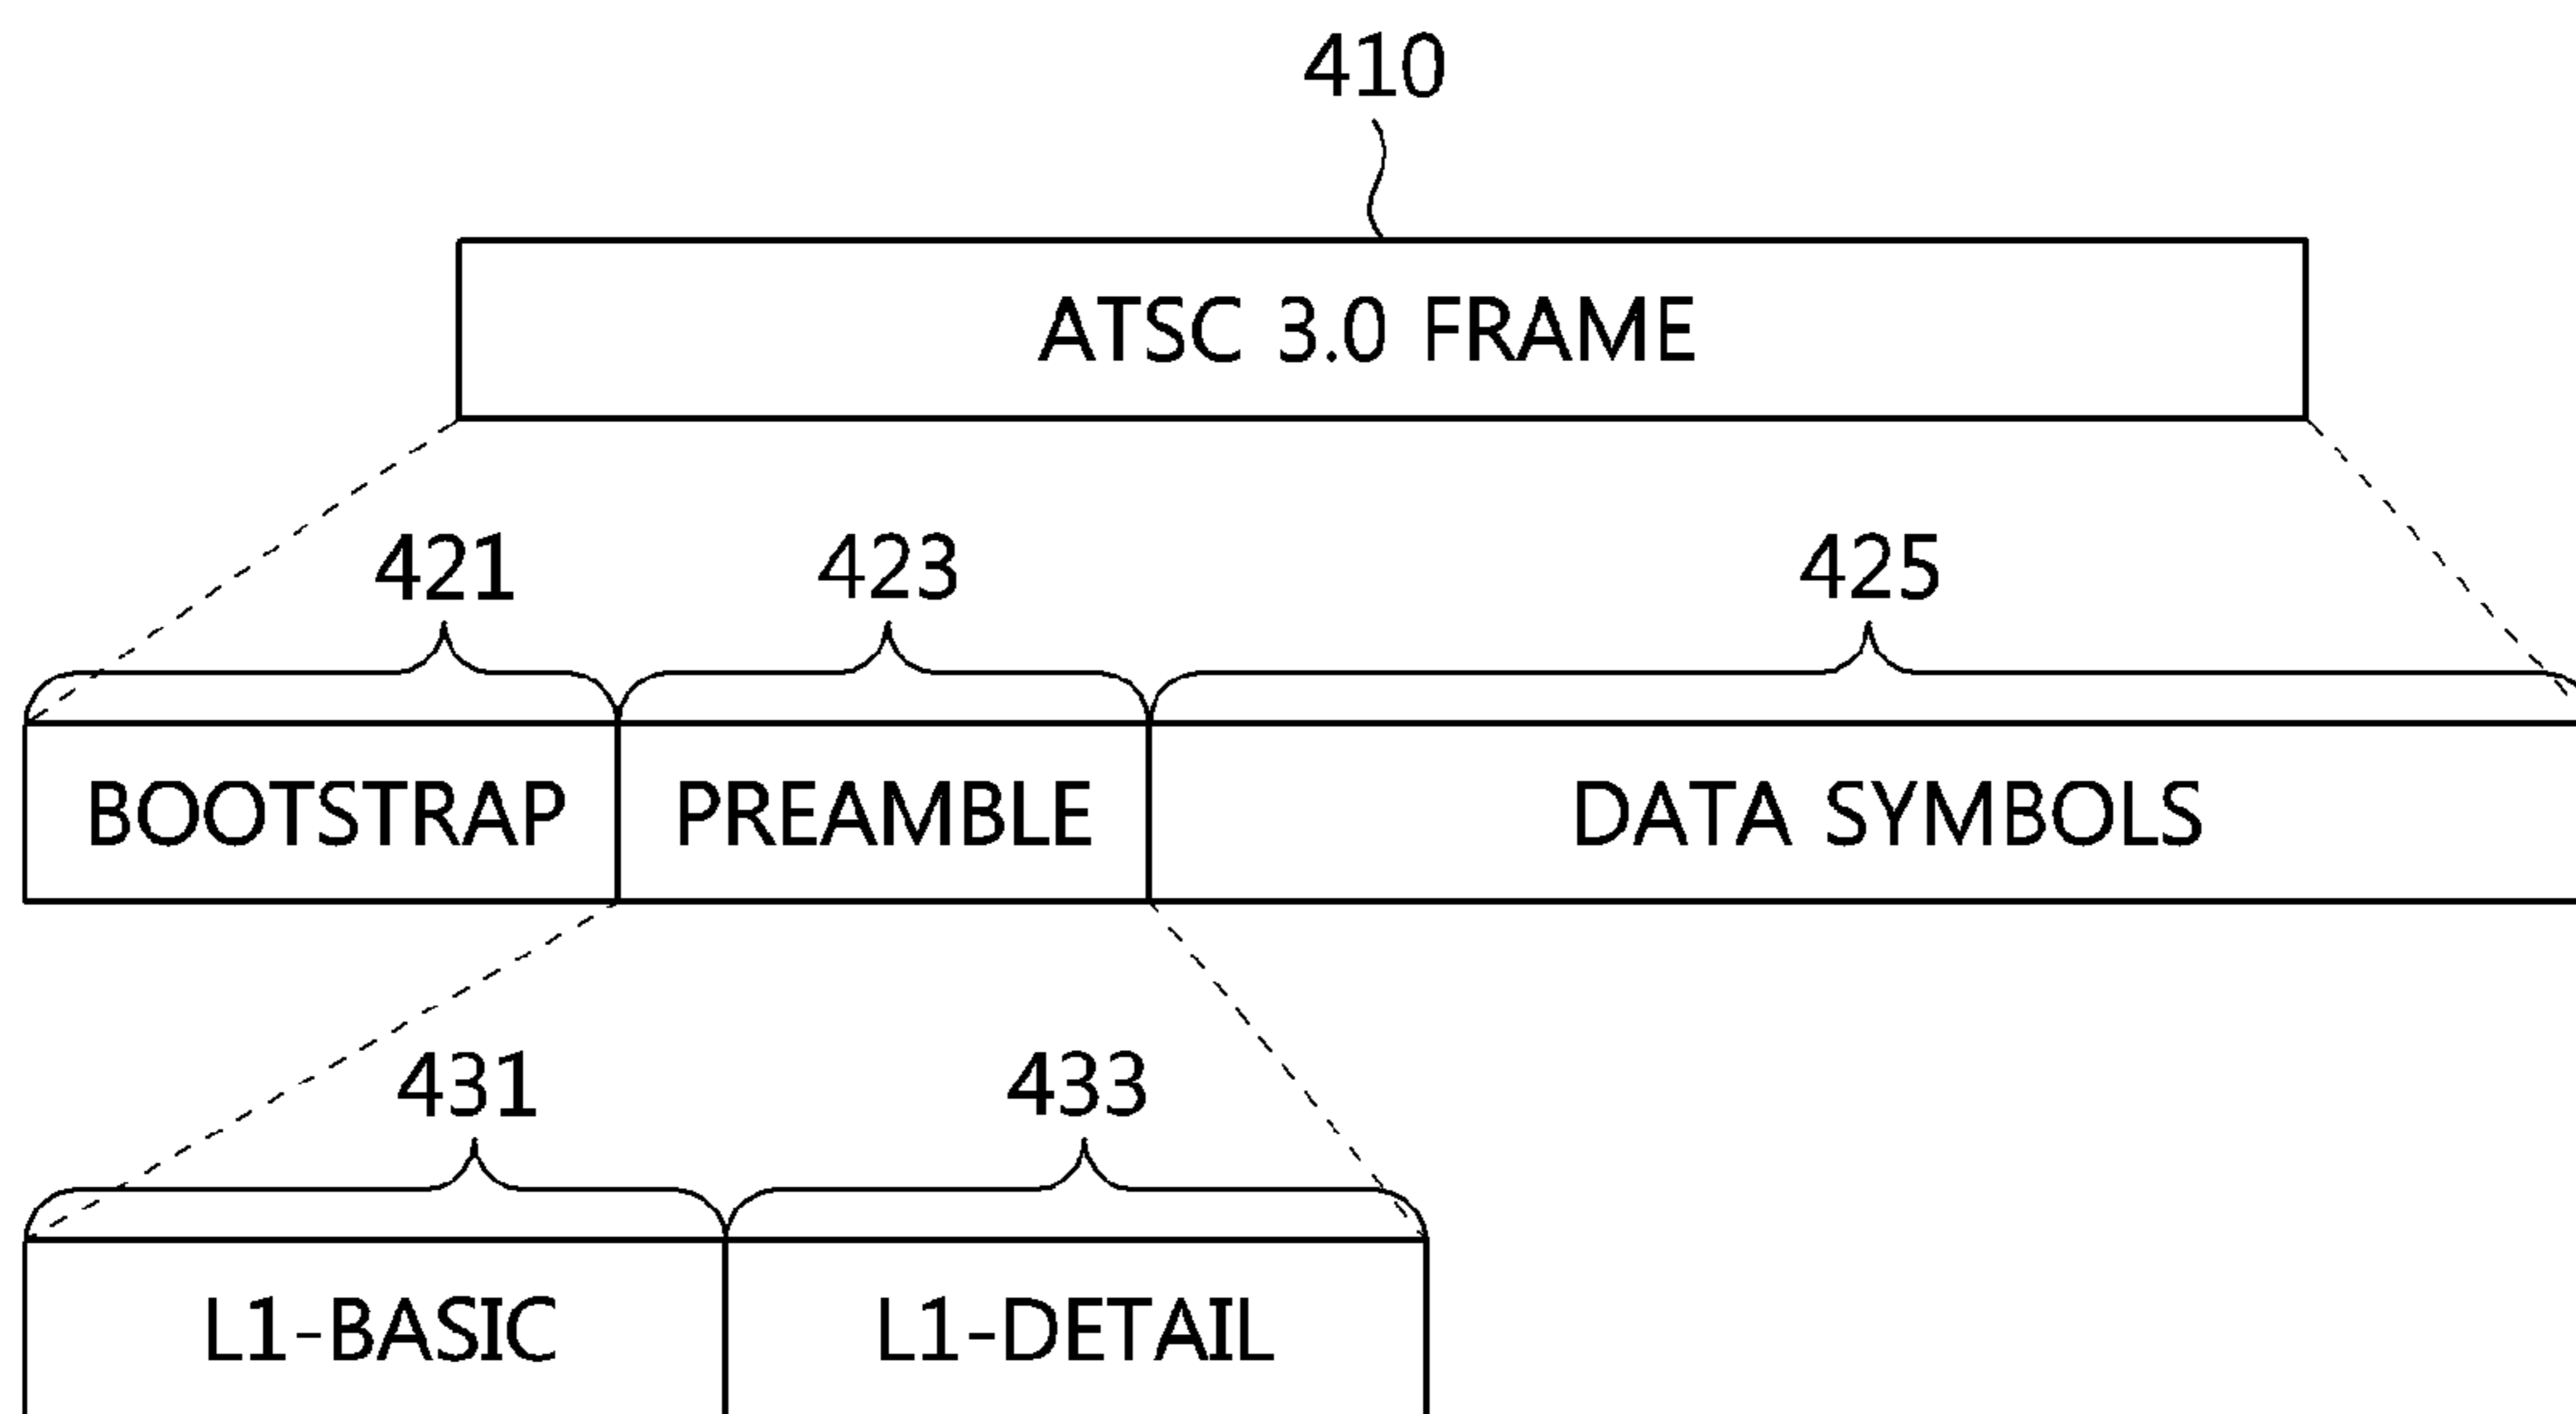 410
ATSC 3.0 FRAME
421 423 425
BOOTSTRAP PREAMBLE DATA SYMBOLS
431 433
L1-BASIC L1-DETAIL